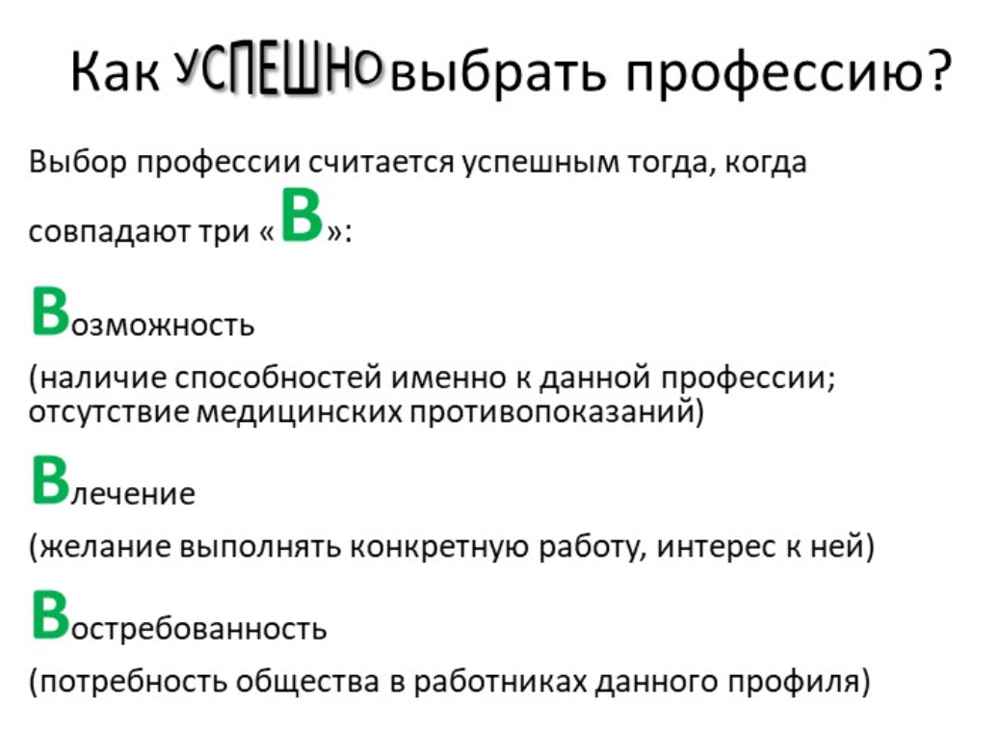 Как УСПЕШНО выбрать профессию?
Выбор профессии считается успешным тогда, когда
совпадают три «В»:
Возможность
(наличие способностей именно к данной профессии;
отсутствие медицинских противопоказаний)
Влечение
(желание выполнять конкретную работу, интерес к ней)
Востребованность
(потребность общества в работниках данного профиля)